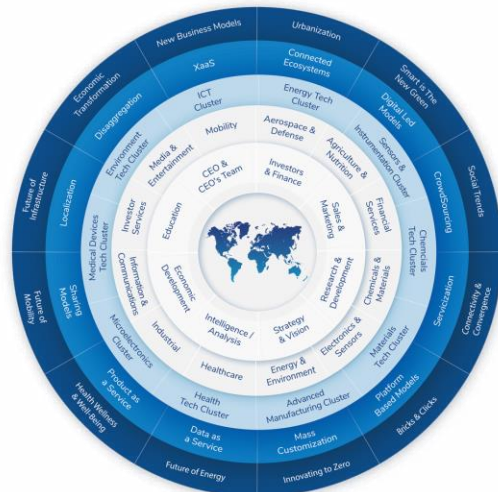 Urbanization
Smart is The
New Green
Social Trends
Connectivity &
Convergence
Bricks & Clicks
Innovating to Zero
Future of Energy
Health Wellness
& Well-Being
Future of
Mobility
Future of
Infrastructure
Economic
Transformation
New Business Models
Connected
Ecosystems
Digital Led
Models
CrowdSourcing
Servicization
Platform
Based Models
Mass
Customization
Data as
a Service
Product as
a Service
Sharing
Models
Localization
Disaggregation
XaaS
Energy Tech
Cluster
Sensors &
Instrumentation Cluster
Chemcials
Tech Cluster
Materials
Tech Cluster
Advanced
Manufacturing Cluster
Health
Tech Cluster
Microelectronics
Cluster
Medical Devices
Tech Cluster
Environment
Tech Cluster
ICT
Cluster
Aerospace &
Defense
Agriculture &
Nutrition
Financial
Services
Chemicals &
Materials
Electronics &
Sensors
Energy &
Environment
Healthcare
Industrial
Information &
Communications
Investor
Services
Media &
Entertainment
Mobility
Investors
& Finance
Sales &
Marketing
Research &
Development
Strategy
& Vision
Intelligence /
Analysis
Economic
Development
Education
CEO &
CEO's Team